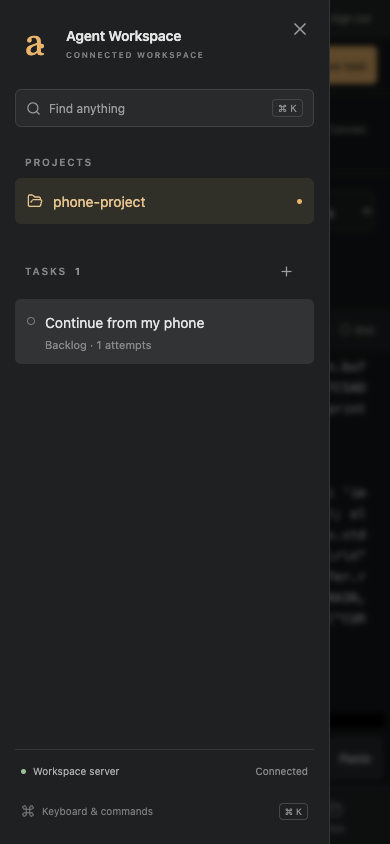 a
Agent Workspace
CONNECTED WORKSPACE
Find anything ⌘ K
PROJECTS
phone-project
TASKS 1 +
Continue from my phone
Backlog · 1 attempts
Workspace server Connected
⌘ Keyboard & commands ⌘ K